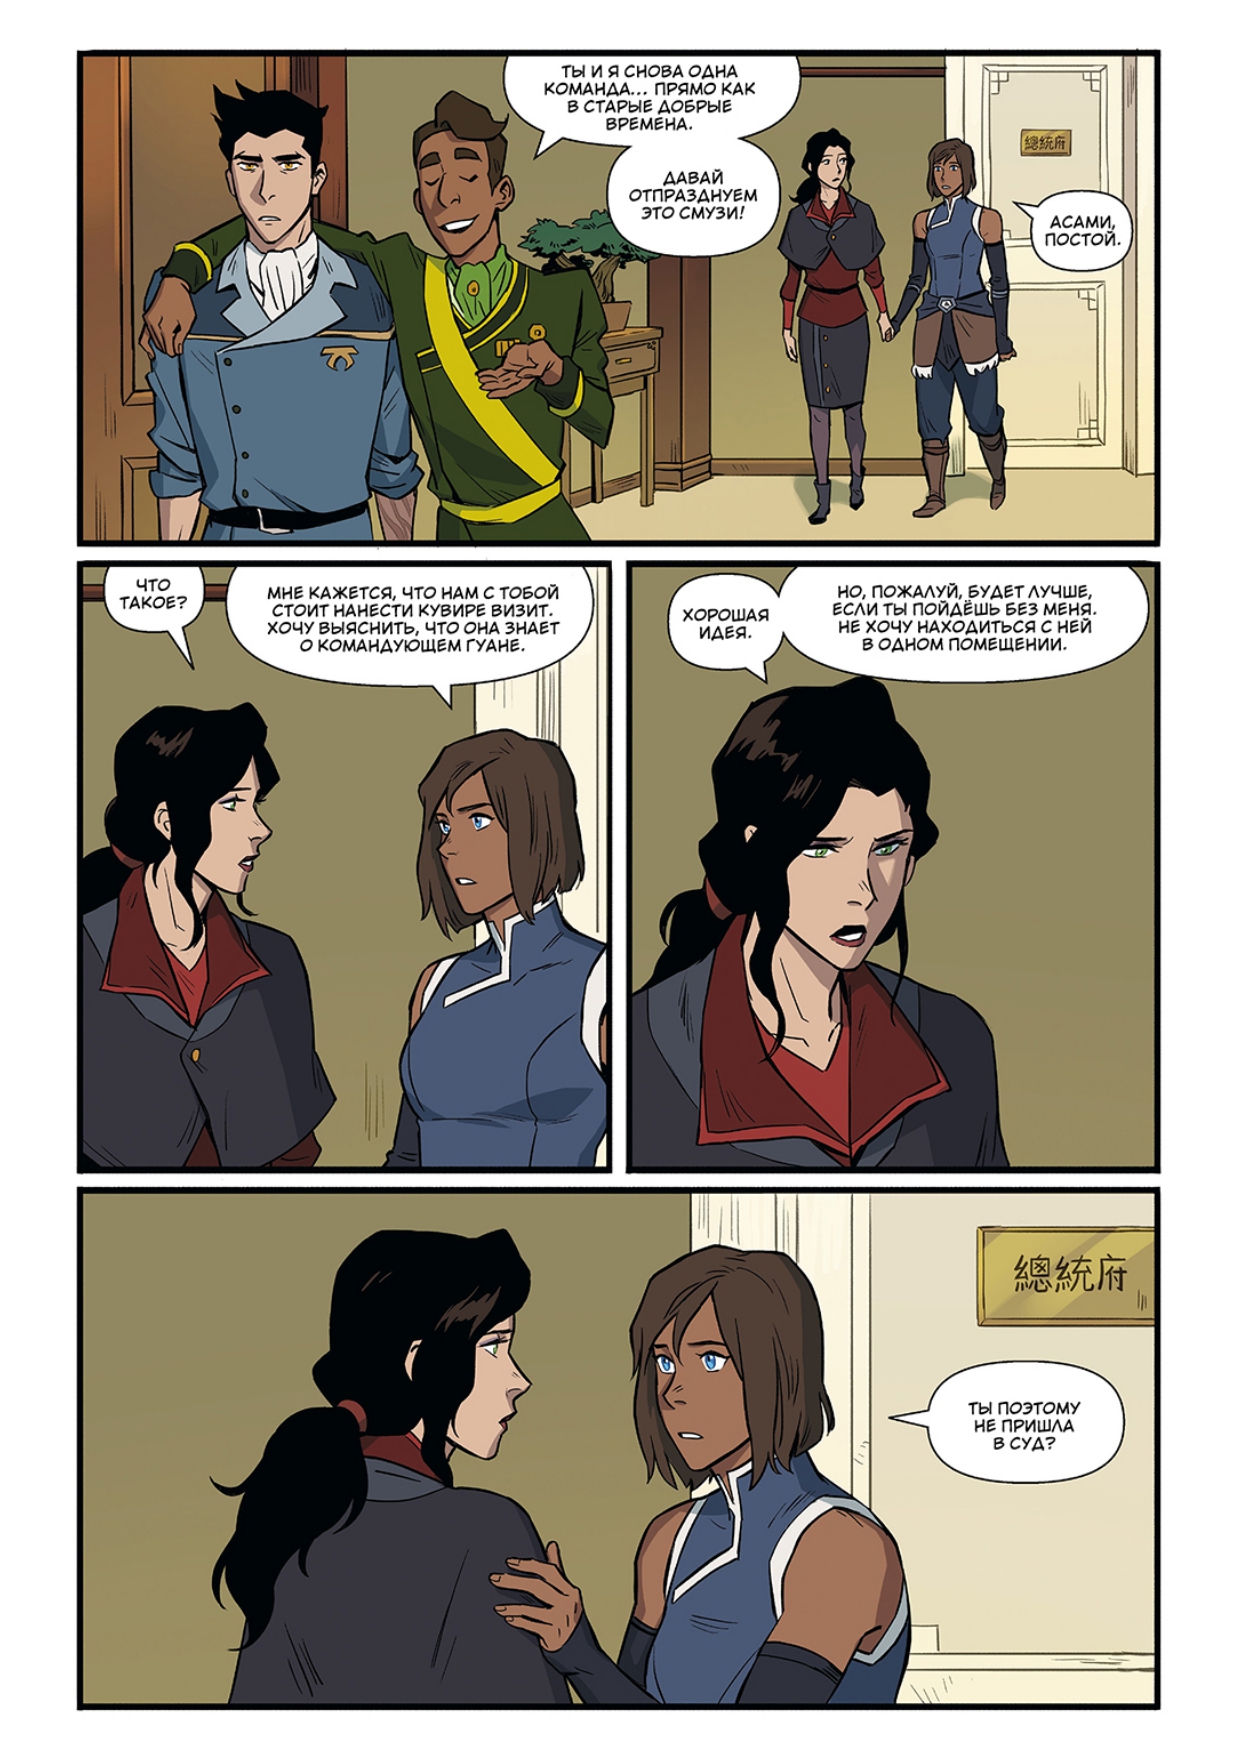 ТЫ И Я СНОВА ОДНА
КОМАНДА... ПРЯМО КАК
В СТАРЫЕ ДОБРЫЕ
ВРЕМЕНА.
ДАВАЙ
ОТПРАЗДНУЕМ
ЭТО СМУЗИ!
總統府
АСАМИ,
ПОСТОЙ.
ЧТО
ТАКОЕ?
МНЕ КАЖЕТСЯ, ЧТО НАМ С ТОБОЙ
СТОИТ НАНЕСТИ КУВИРЕ ВИЗИТ.
ХОЧУ ВЫЯСНИТЬ, ЧТО ОНА ЗНАЕТ
О КОМАНДУЮЩЕМ ГУАНЕ.
ХОРОШАЯ
ИДЕЯ.
НО, ПОЖАЛУЙ, БУДЕТ ЛУЧШЕ,
ЕСЛИ ТЫ ПОЙДЁШЬ БЕЗ МЕНЯ.
НЕ ХОЧУ НАХОДИТЬСЯ С НЕЙ
В ОДНОМ ПОМЕЩЕНИИ.
總統府
ТЫ ПОЭТОМУ
НЕ ПРИШЛА
В СУД?